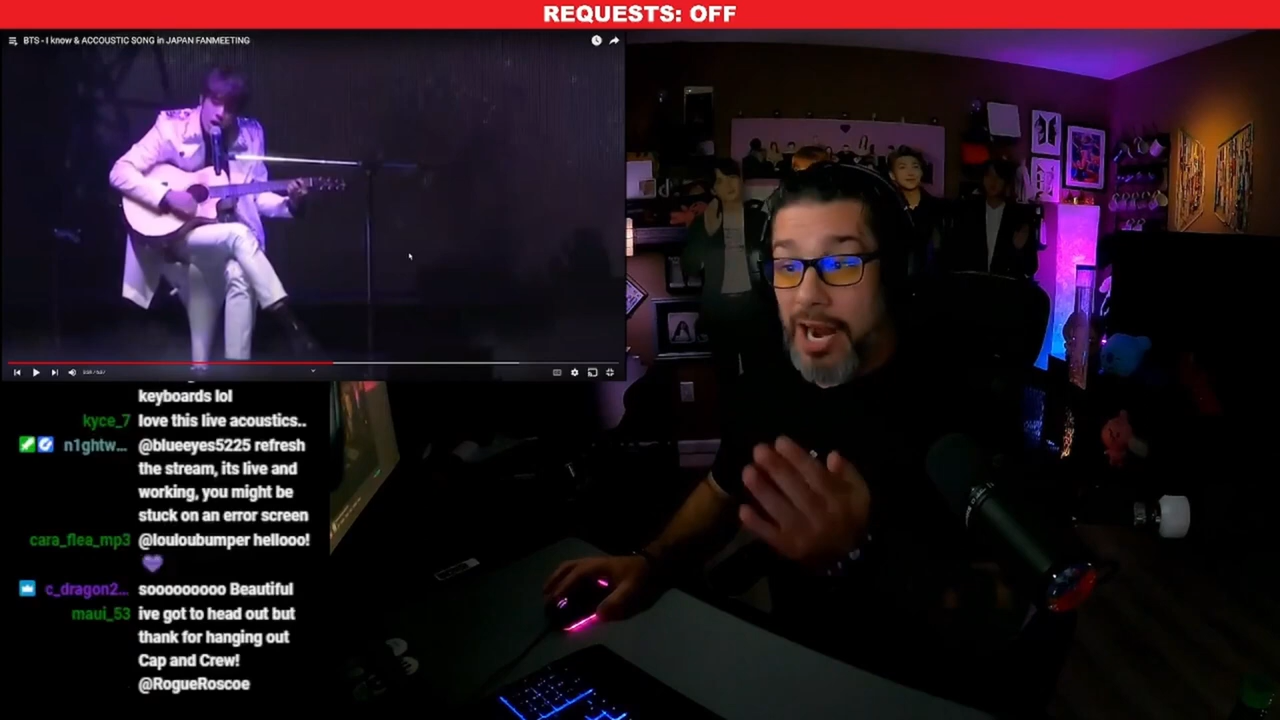 REQUESTS: OFF
BTS - I know & ACCOUSTIC SONG in JAPAN FANMEETING
keyboards lol
kyce_7 love this live acoustics..
n1ghtw... @blueeyes5225 refresh
the stream, its live and
working, you might be
stuck on an error screen
cara_flea_mp3 @louloubumper hellooo!
c_dragon2... sooooooooo Beautiful
maui_53 ive got to head out but
thank for hanging out
Cap and Crew!
@RogueRoscoe